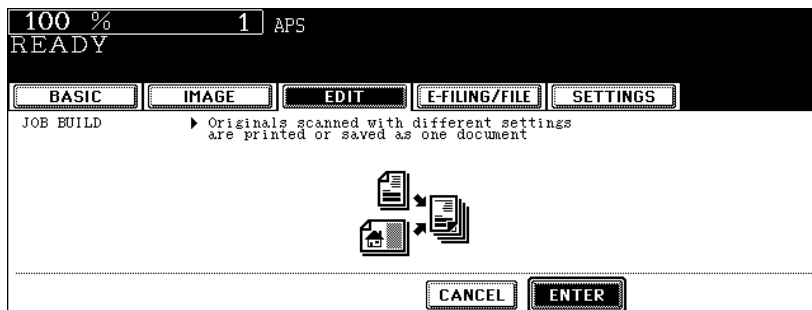 100 % 1 APS
READY
BASIC IMAGE EDIT E-FILING/FILE SETTINGS
JOB BUILD Originals scanned with different settings
are printed or saved as one document
CANCEL ENTER